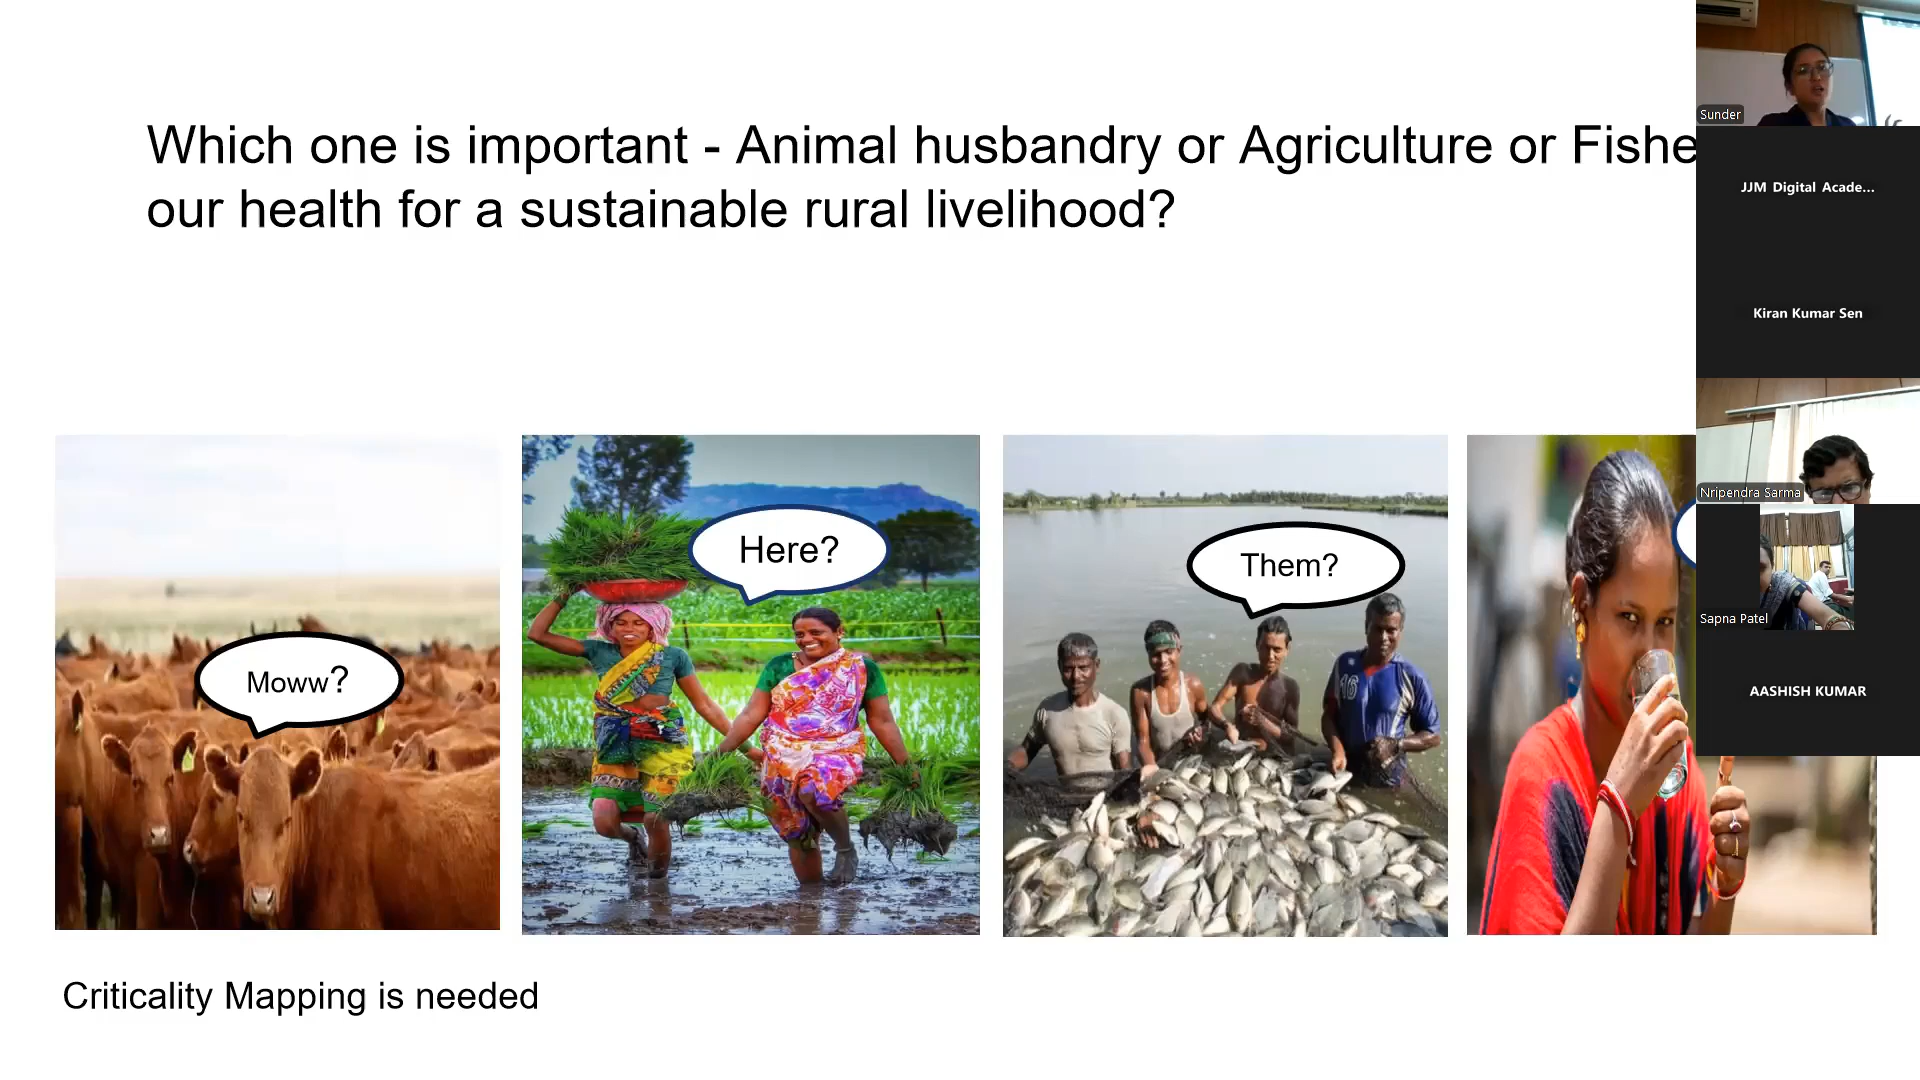 Which one is important - Animal husbandry or Agriculture or Fishe
our health for a sustainable rural livelihood?
Moww?
Here?
Them?
16
Criticality Mapping is needed
Sunder
JJM Digital Acade...
Kiran Kumar Sen
Nripendra Sarma
Sapna Patel
AASHISH KUMAR